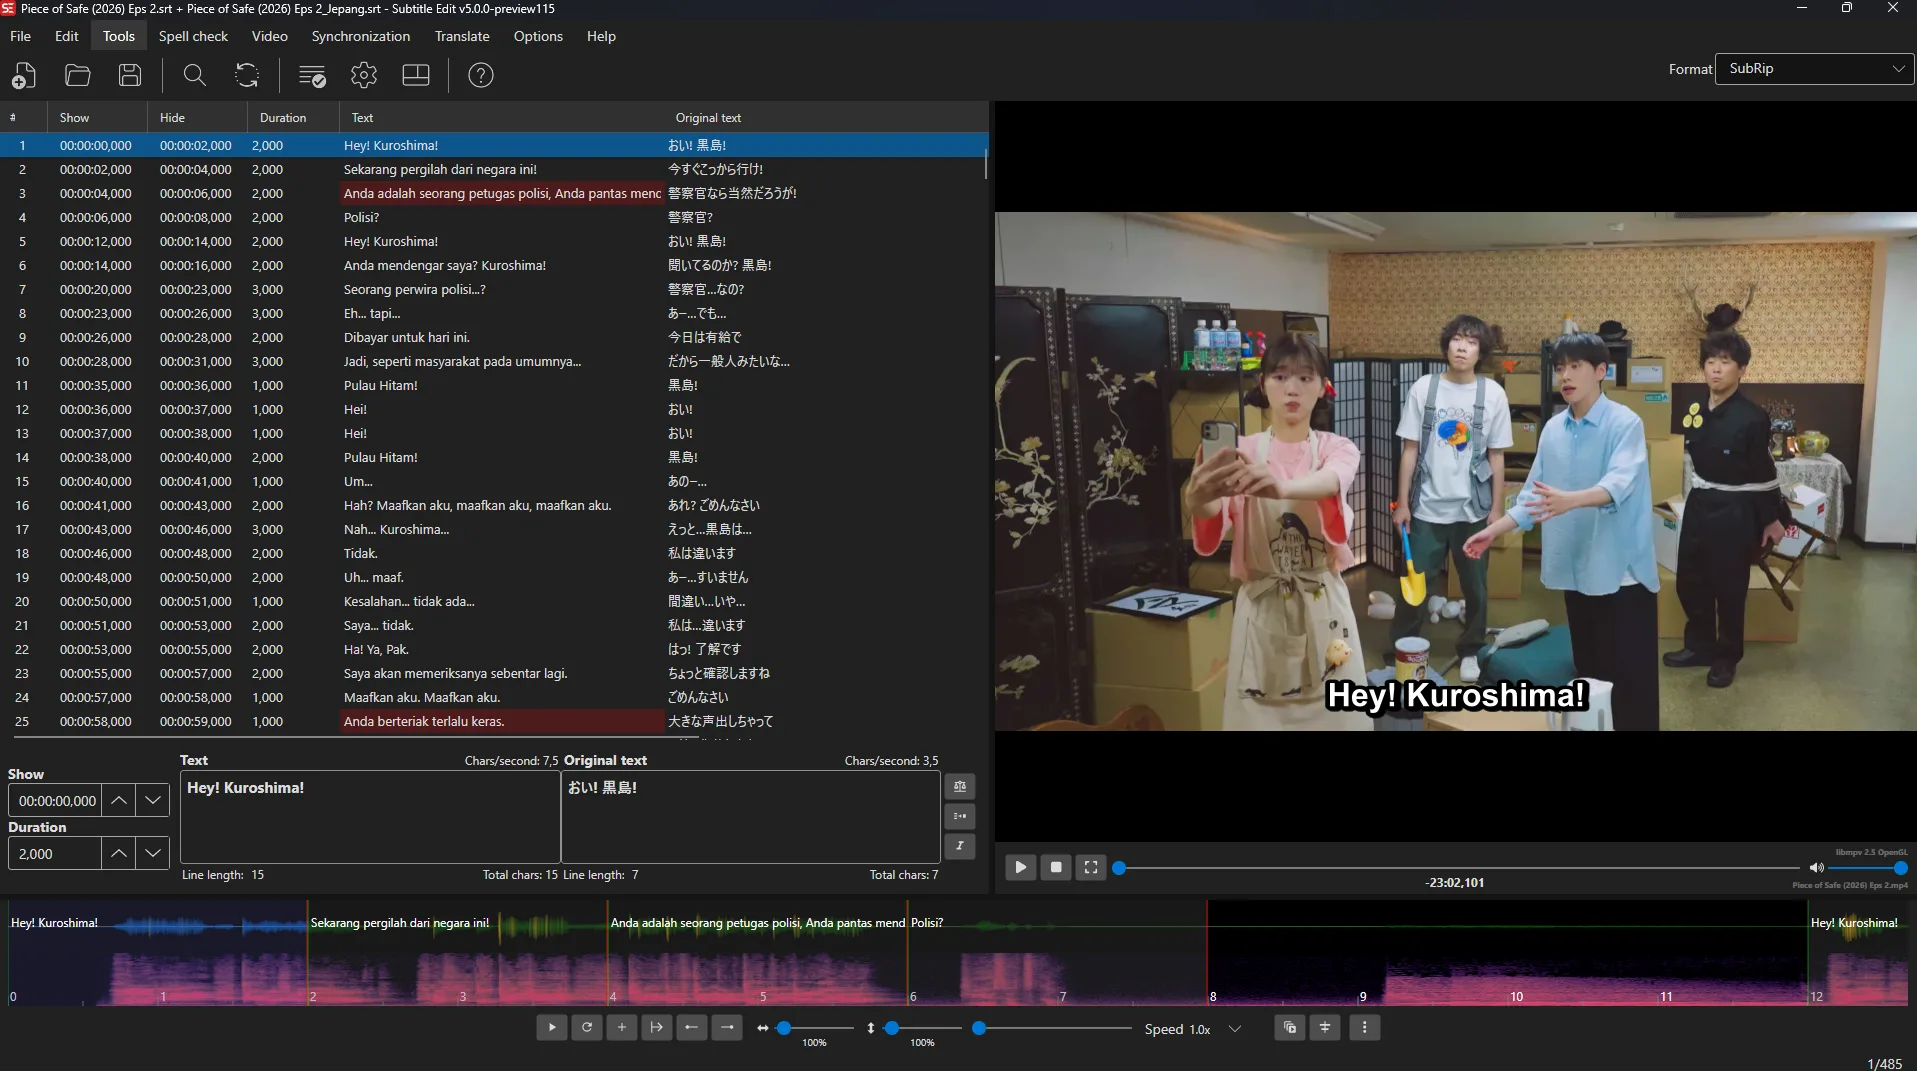 Piece of Safe (2026) Eps 2.srt + Piece of Safe (2026) Eps 2_Jepang.srt - Subtitle Edit v5.0.0-preview115
File Edit Tools Spell check Video Synchronization Translate Options Help
Format SubRip
# Show Hide Duration Text Original text
1 00:00:00,000 00:00:02,000 2,000 Hey! Kuroshima! おい! 黒島!
2 00:00:02,000 00:00:04,000 2,000 Sekarang pergilah dari negara ini! 今すぐこっから行け!
3 00:00:04,000 00:00:06,000 2,000 Anda adalah seorang petugas polisi, Anda pantas menc 警察官なら当然だろうが!
4 00:00:06,000 00:00:08,000 2,000 Polisi? 警察官?
5 00:00:12,000 00:00:14,000 2,000 Hey! Kuroshima! おい! 黒島!
6 00:00:14,000 00:00:16,000 2,000 Anda mendengar saya? Kuroshima! 聞いてるのか? 黒島!
7 00:00:20,000 00:00:23,000 3,000 Seorang perwira polisi...? 警察官...なの?
8 00:00:23,000 00:00:26,000 3,000 Eh... tapi... あー...でも...
9 00:00:26,000 00:00:28,000 2,000 Dibayar untuk hari ini. 今日は有給で
10 00:00:28,000 00:00:31,000 3,000 Jadi, seperti masyarakat pada umumnya... だから一般人みたいな...
11 00:00:35,000 00:00:36,000 1,000 Pulau Hitam! 黒島!
12 00:00:36,000 00:00:37,000 1,000 Hei! おい!
13 00:00:37,000 00:00:38,000 1,000 Hei! おい!
14 00:00:38,000 00:00:40,000 2,000 Pulau Hitam! 黒島!
15 00:00:40,000 00:00:41,000 1,000 Um... あのー...
16 00:00:41,000 00:00:43,000 2,000 Hah? Maafkan aku, maafkan aku, maafkan aku. あれ? ごめんなさい
17 00:00:43,000 00:00:46,000 3,000 Nah... Kuroshima... えっと...黒島は...
18 00:00:46,000 00:00:48,000 2,000 Tidak. 私は違います
19 00:00:48,000 00:00:50,000 2,000 Uh... maaf. あー...すいません
20 00:00:50,000 00:00:51,000 1,000 Kesalahan... tidak ada... 間違い...いや...
21 00:00:51,000 00:00:53,000 2,000 Saya... tidak. 私は...違います
22 00:00:53,000 00:00:55,000 2,000 Ha! Ya, Pak. はっ! 了解です
23 00:00:55,000 00:00:57,000 2,000 Saya akan memeriksanya sebentar lagi. ちょっと確認しますね
24 00:00:57,000 00:00:58,000 1,000 Maafkan aku. Maafkan aku. ごめんなさい
25 00:00:58,000 00:00:59,000 1,000 Anda berteriak terlalu keras. 大きな声出しちゃって
Hey! Kuroshima!
Show
00:00:00,000
Duration
2,000
Text Chars/second: 7,5 Original text Chars/second: 3,5
Hey! Kuroshima! おい! 黒島!
Line length: 15 Total chars: 15 Line length: 7 Total chars: 7
libmpv 2.5 OpenGL
-23:02,101
Piece of Safe (2026) Eps 2.mp4
Hey! Kuroshima! Sekarang pergilah dari negara ini! Anda adalah seorang petugas polisi, Anda pantas mend Polisi? Hey! Kuroshima!
0 1 2 3 4 5 6 7 8 9 10 11 12
100% 100% Speed 1.0x
1/485